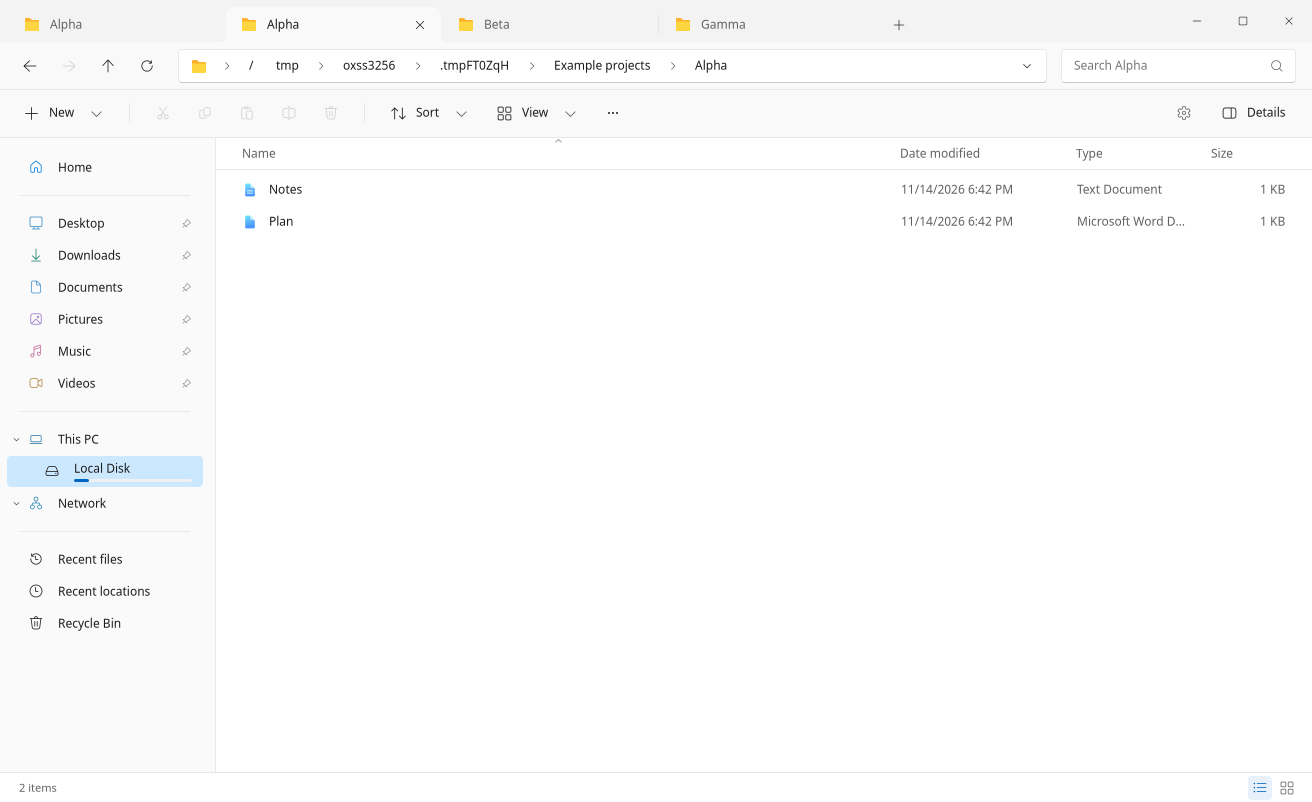 Alpha
Alpha
Beta
Gamma
/
tmp
oxss3256
.tmpFT0ZqH
Example projects
Alpha
Search Alpha
New
Sort
View
Details
Home
Desktop
Downloads
Documents
Pictures
Music
Videos
This PC
Local Disk
Network
Recent files
Recent locations
Recycle Bin
Name Date modified Type Size
Notes 11/14/2026 6:42 PM Text Document 1 KB
Plan 11/14/2026 6:42 PM Microsoft Word D... 1 KB
2 items